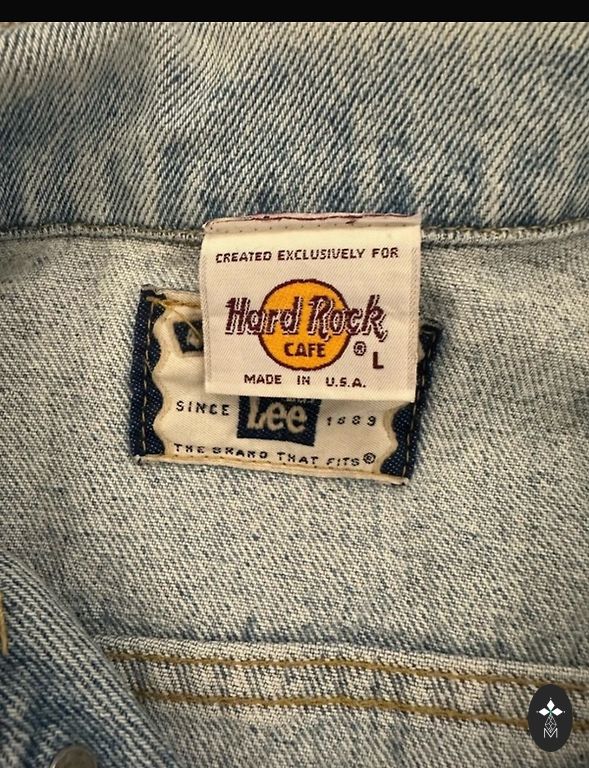 CREATED EXCLUSIVELY FOR
Hard Rock
CAFE ® L
MADE IN U.S.A.
SINCE Lee 1889
THE BRAND THAT FITS®
M